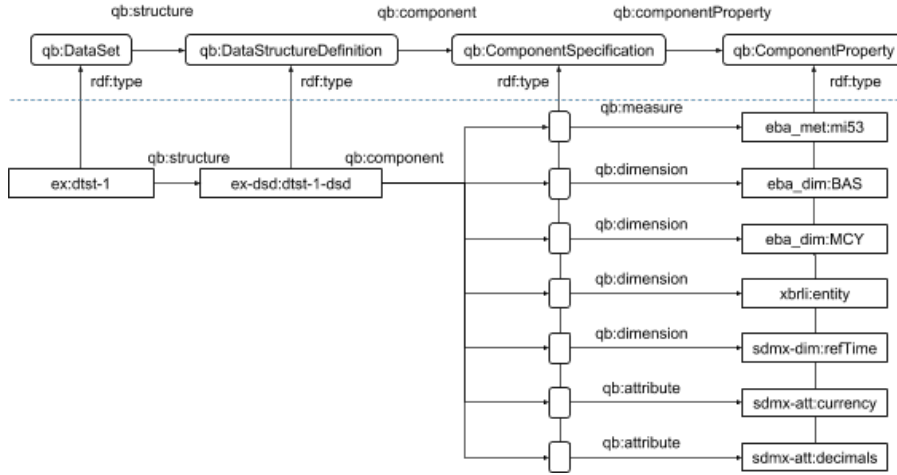 qb:structure
qb:component
qb:componentProperty
qb:DataSet
qb:DataStructureDefinition
qb:ComponentSpecification
qb:ComponentProperty
rdf:type
rdf:type
rdf:type
rdf:type
qb:measure
eba_met:mi53
qb:structure
qb:component
ex:dtst-1
ex-dsd:dtst-1-dsd
qb:dimension
eba_dim:BAS
qb:dimension
eba_dim:MCY
qb:dimension
xbrli:entity
qb:dimension
sdmx-dim:refTime
qb:attribute
sdmx-att:currency
qb:attribute
sdmx-att:decimals